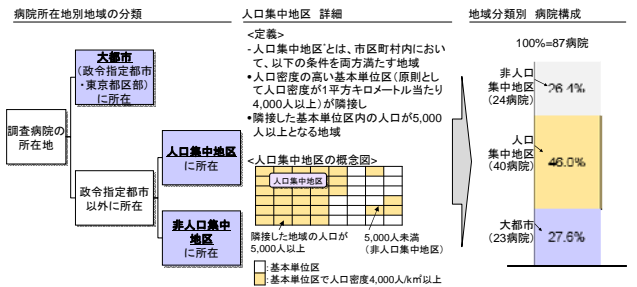 病院所在地別地域の分類
人口集中地区 詳細
地域分類別 病院構成
調査病院の
所在地
大都市
(政令指定都市
・東京都区部)
に所在
政令指定都市
以外に所在
人口集中地区
に所在
非人口集中
地区
に所在
<定義>
-人口集中地区'とは、市区町村内において、
以下の条件を両方満たす地域
•人口密度の高い基本単位区(原則として
人口密度が1平方キロメートル当たり
4,000人以上)が隣接し
•隣接した基本単位区内の人口が5,000
人以上となる地域
<人口集中地区の概念図>
人口集中地区
隣接した地域の人口が
5,000人以上
5,000人未満
(非人口集中地区)
:基本単位区
:基本単位区で人口密度4,000人/k㎡以上
100%=87病院
非人口
集中地区
(24病院)
26.4%
人口
集中地区
(40病院)
46.0%
大都市
(23病院)
27.6%